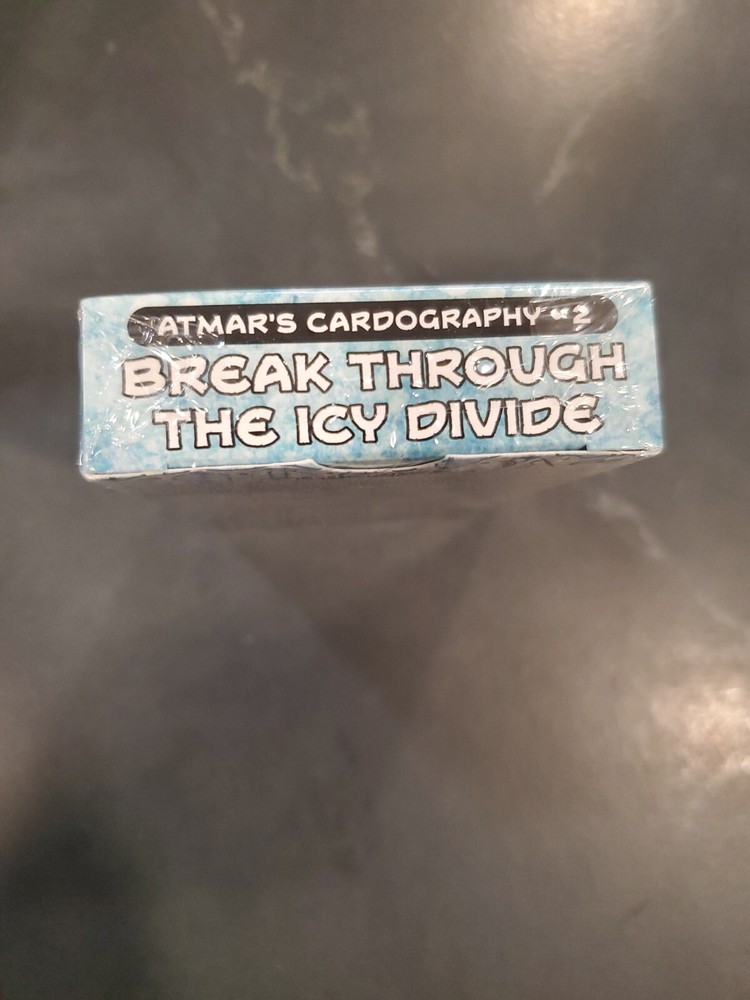 ATMAR'S CARDOGRAPHY #2
BREAK THROUGH
THE ICY DIVIDE